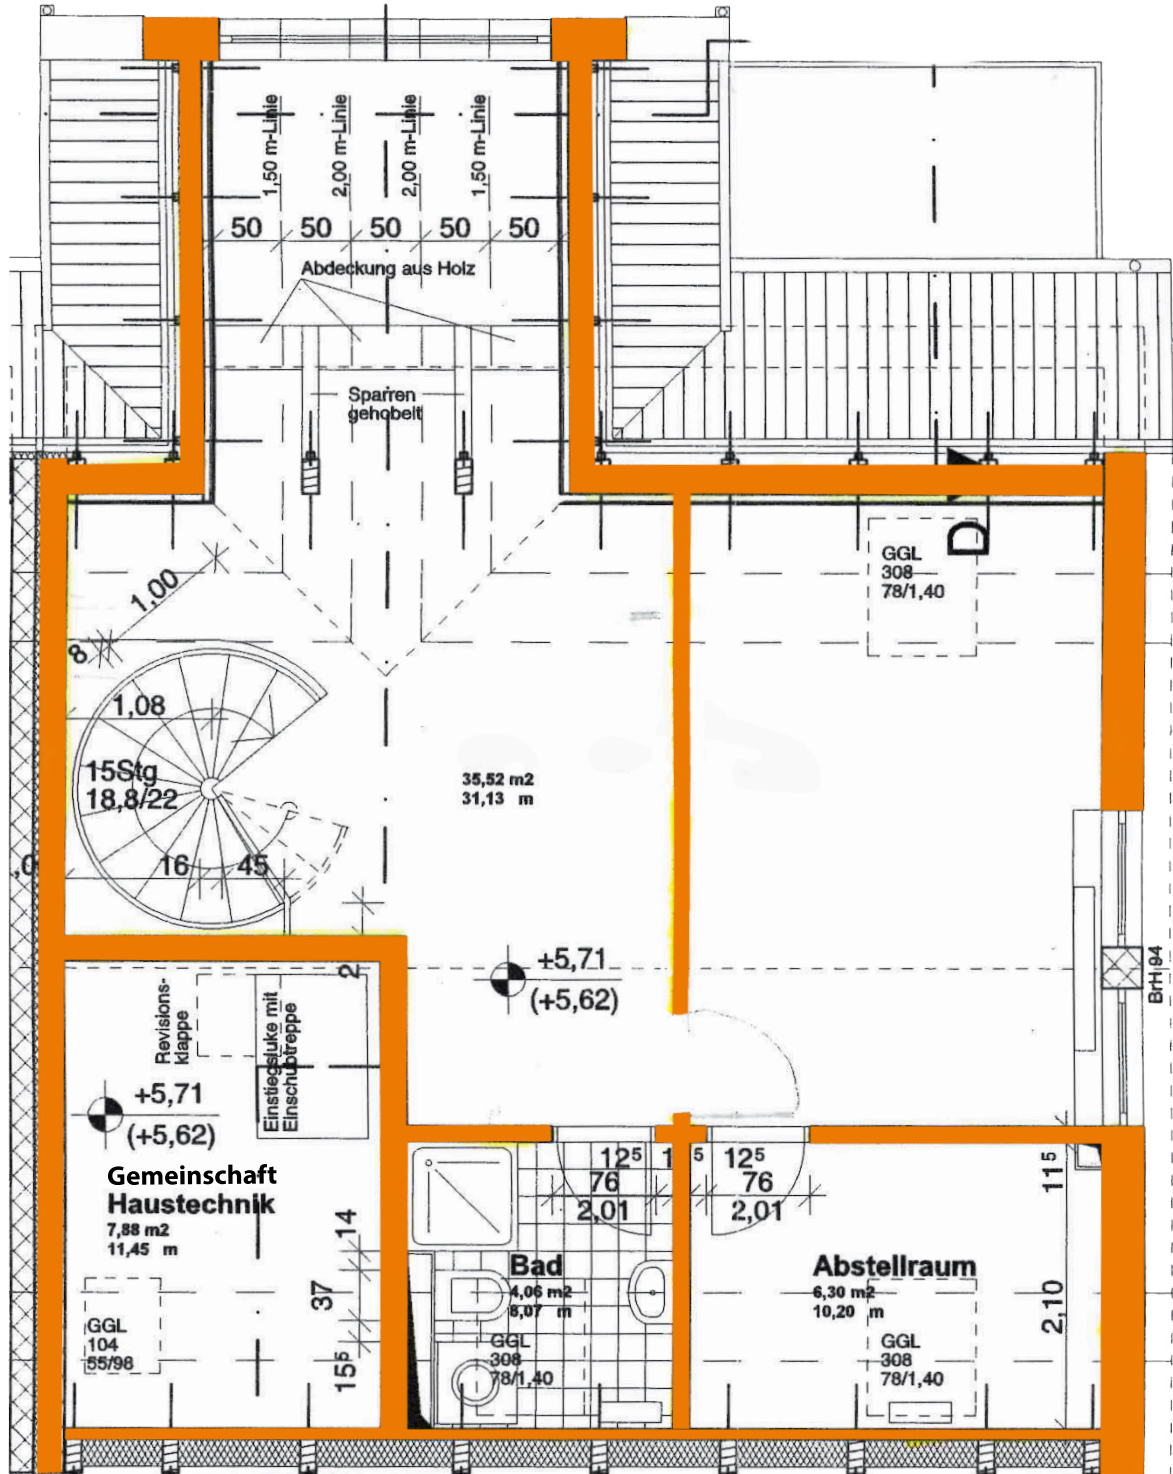 1,50 m-Linie
2,00 m-Linie
2,00 m-Linie
1,50 m-Linie
50 50 50 50 50
Abdeckung aus Holz
Sparren
gehobelt
D
GGL
308
78/1,40
1,00
8
1,08
15Stg
18,8/22
35,52 m2
31,13 m
16 45
2
+5,71
(+5,62)
BrH 94
Revisions-
klappe
Einstiegsluke mit
Einschubtreppe
+5,71
(+5,62)
Gemeinschaft
Haustechnik
7,88 m2
11,45 m
14
37
15⁵
GGL
104
55/98
12⁵
76
2,01
12⁵
76
2,01
11⁵
2,10
Bad
4,06 m2
8,07 m
GGL
308
78/1,40
Abstellraum
6,30 m2
10,20 m
GGL
308
78/1,40